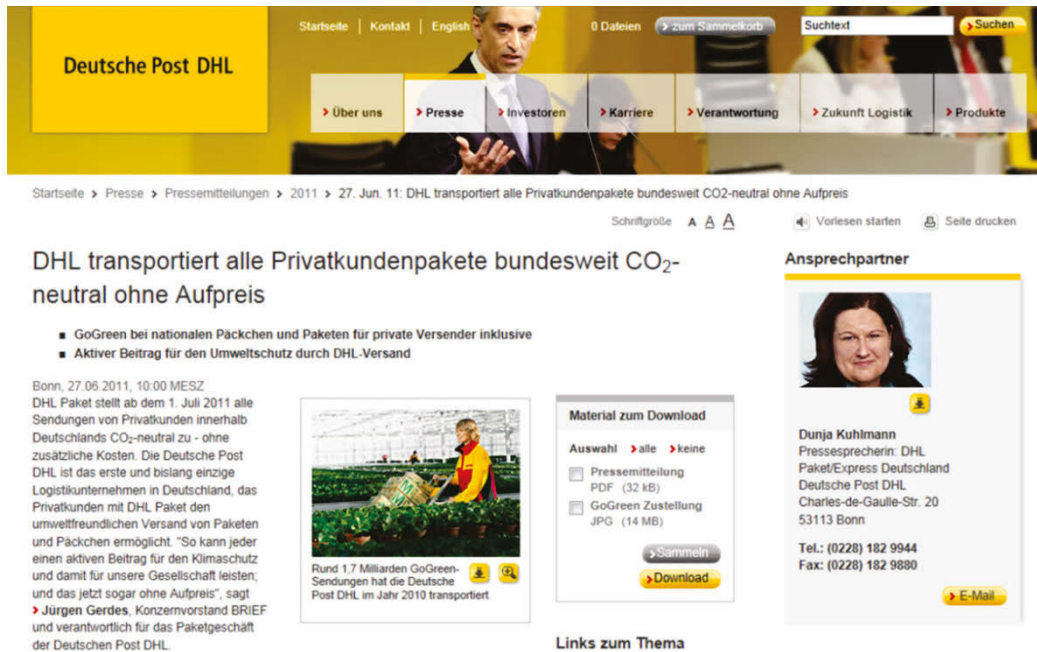 Deutsche Post DHL
Startseite | Kontakt | English
0 Dateien
zum Sammelkorb
Suchtext
Suchen
Über uns
Presse
Investoren
Karriere
Verantwortung
Zukunft Logistik
Produkte
Startseite > Presse > Pressemitteilungen > 2011 > 27. Jun. 11: DHL transportiert alle Privatkundenpakete bundesweit CO2-neutral ohne Aufpreis
Schriftgröße A A A
Vorlesen starten
Seite drucken
DHL transportiert alle Privatkundenpakete bundesweit CO₂-
neutral ohne Aufpreis
■ GoGreen bei nationalen Päckchen und Paketen für private Versender inklusive
■ Aktiver Beitrag für den Umweltschutz durch DHL-Versand
Bonn, 27.06.2011, 10:00 MESZ
DHL Paket stellt ab dem 1. Juli 2011 alle
Sendungen von Privatkunden innerhalb
Deutschlands CO₂-neutral zu - ohne
zusätzliche Kosten. Die Deutsche Post
DHL ist das erste und bislang einzige
Logistikunternehmen in Deutschland, das
Privatkunden mit DHL Paket den
umweltfreundlichen Versand von Paketen
und Päckchen ermöglicht. "So kann jeder
einen aktiven Beitrag für den Klimaschutz
und damit für unsere Gesellschaft leisten;
und das jetzt sogar ohne Aufpreis", sagt
> Jürgen Gerdes, Konzernvorstand BRIEF
und verantwortlich für das Paketgeschäft
der Deutschen Post DHL.
Rund 1,7 Milliarden GoGreen-
Sendungen hat die Deutsche
Post DHL im Jahr 2010 transportiert
Material zum Download
Auswahl >alle >keine
Pressemitteilung
PDF (32 kB)
GoGreen Zustellung
JPG (14 MB)
Sammeln
Download
Links zum Thema
Ansprechpartner
Dunja Kuhlmann
Pressesprecherin: DHL
Paket/Express Deutschland
Deutsche Post DHL
Charles-de-Gaulle-Str. 20
53113 Bonn
Tel.: (0228) 182 9944
Fax: (0228) 182 9880
E-Mail